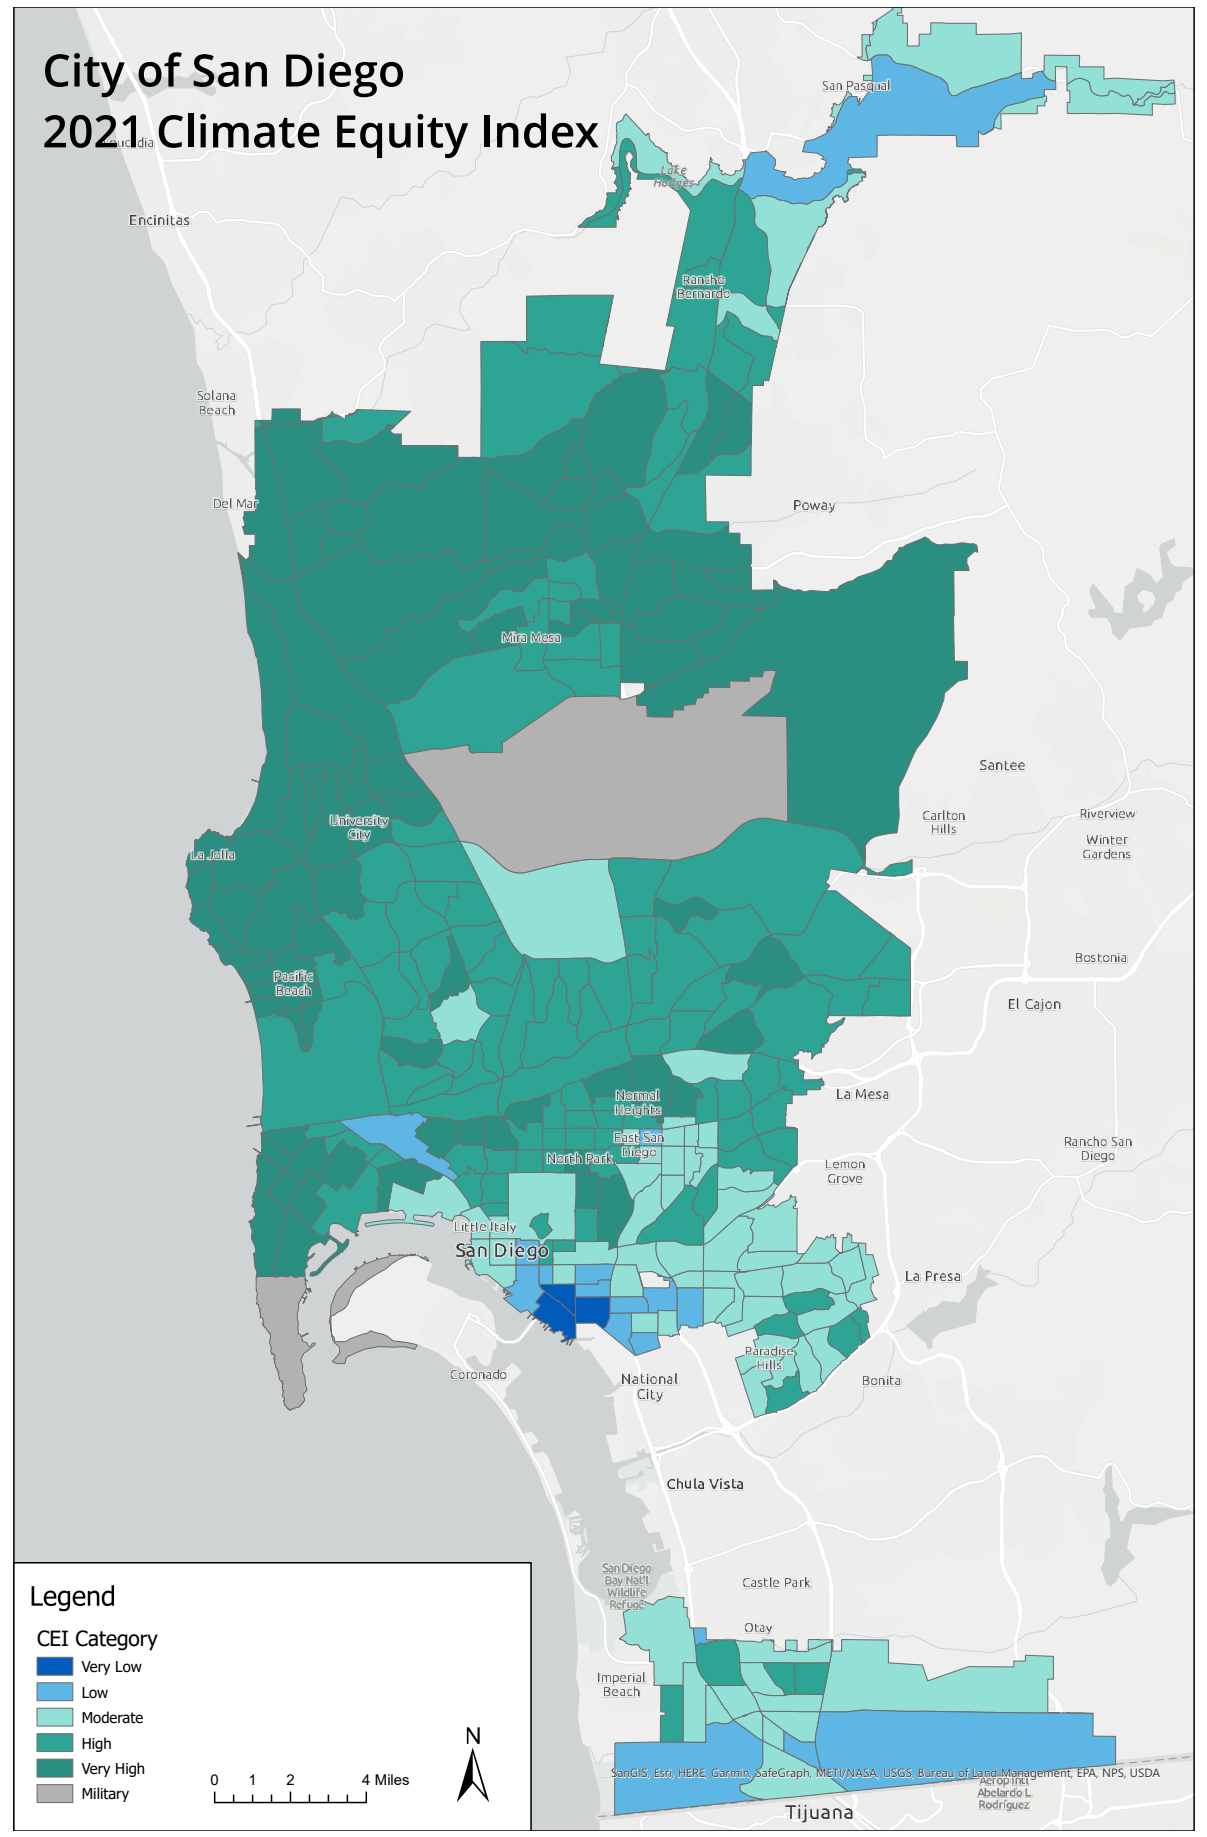 City of San Diego
2021 Climate Equity Index
San Pasqual
Leucadia
Lake
Hodges
Encinitas
Rancho
Bernardo
Solana
Beach
Del Mar
Poway
Mira Mesa
Santee
Carlton
Hills
Riverview
Winter
Gardens
University
City
La Jolla
Pacific
Beach
Bostonia
El Cajon
La Mesa
Normal
Heights
East San
Diego
North Park
Rancho San
Diego
Lemon
Grove
Little Italy
San Diego
La Presa
Paradise
Hills
Coronado
National
City
Bonita
Chula Vista
San Diego
Bay Nat'l
Wildlife
Refuge
Castle Park
Otay
Imperial
Beach
Legend
CEI Category
Very Low
Low
Moderate
High
Very High
Military
0 1 2 4 Miles
N
SanGIS, Esri, HERE, Garmin, SafeGraph, METI/NASA, USGS, Bureau of Land Management, EPA, NPS, USDA
Aerop Intl
Abelardo L
Rodríguez
Tijuana